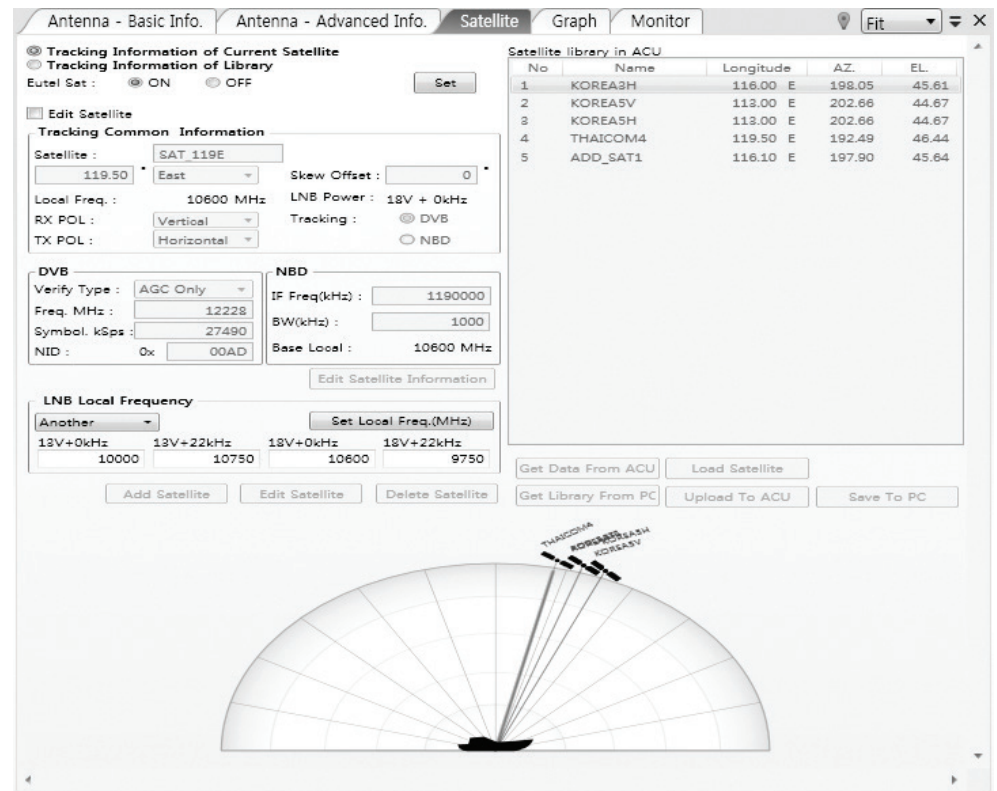 Antenna - Basic Info. Antenna - Advanced Info. Satellite Graph Monitor Fit
Tracking Information of Current Satellite
Tracking Information of Library
Eutel Sat : ON OFF Set
Edit Satellite
Tracking Common Information
Satellite : SAT_119E
119.50 ° East Skew Offset : 0 °
Local Freq. : 10600 MHz LNB Power : 18V + 0kHz
RX POL : Vertical Tracking : DVB
TX POL : Horizontal NBD
DVB
Verify Type : AGC Only
Freq. MHz : 12228
Symbol. kSps : 27490
NID : 0x 00AD
NBD
IF Freq(kHz) : 1190000
BW(kHz) : 1000
Base Local : 10600 MHz
Edit Satellite Information
LNB Local Frequency
Another Set Local Freq.(MHz)
13V+0kHz 13V+22kHz 18V+0kHz 18V+22kHz
10000 10750 10600 9750
Add Satellite Edit Satellite Delete Satellite
Satellite library in ACU
No Name Longitude AZ. EL.
1 KOREA3H 116.00 E 198.05 45.61
2 KOREA5V 113.00 E 202.66 44.67
3 KOREA5H 113.00 E 202.66 44.67
4 THAICOM4 119.50 E 192.49 46.44
5 ADD_SAT1 116.10 E 197.90 45.64
Get Data From ACU Load Satellite
Get Library From PC Upload To ACU Save To PC
THAICOM4
KOREA3H
KOREA5V